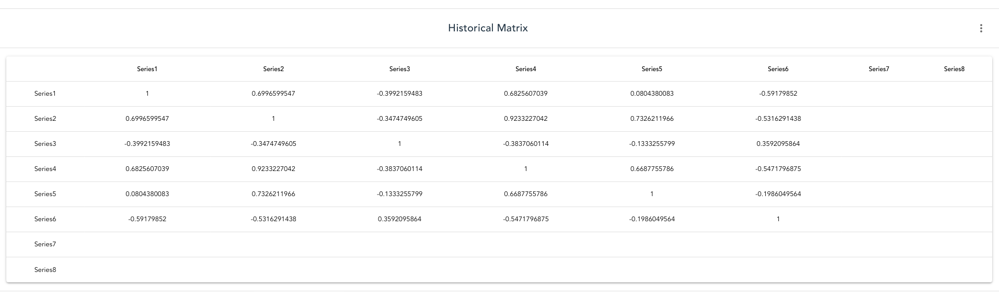 Historical Matrix
Series1 Series2 Series3 Series4 Series5 Series6 Series7 Series8
Series1 1 0.6996599547 -0.3992159483 0.6825607039 0.0804380083 -0.59179852
Series2 0.6996599547 1 -0.3474749605 0.9233227042 0.7326211966 -0.5316291438
Series3 -0.3992159483 -0.3474749605 1 -0.3837060114 -0.1333255799 0.3592095864
Series4 0.6825607039 0.9233227042 -0.3837060114 1 0.6687755786 -0.5471796875
Series5 0.0804380083 0.7326211966 -0.1333255799 0.6687755786 1 -0.1986049564
Series6 -0.59179852 -0.5316291438 0.3592095864 -0.5471796875 -0.1986049564 1
Series7
Series8